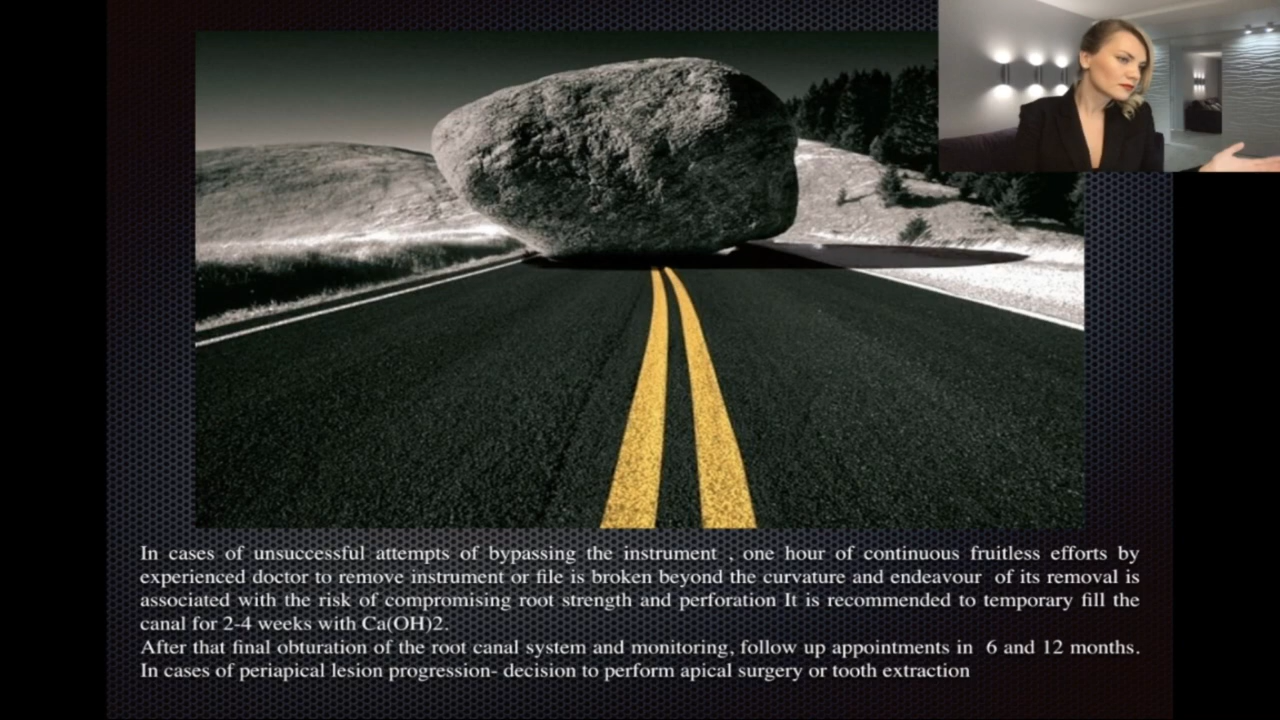 In cases of unsuccessful attempts of bypassing the instrument , one hour of continuous fruitless efforts by
experienced doctor to remove instrument or file is broken beyond the curvature and endeavour of its removal is
associated with the risk of compromising root strength and perforation It is recommended to temporary fill the
canal for 2-4 weeks with Ca(OH)2.
After that final obturation of the root canal system and monitoring, follow up appointments in 6 and 12 months.
In cases of periapical lesion progression- decision to perform apical surgery or tooth extraction